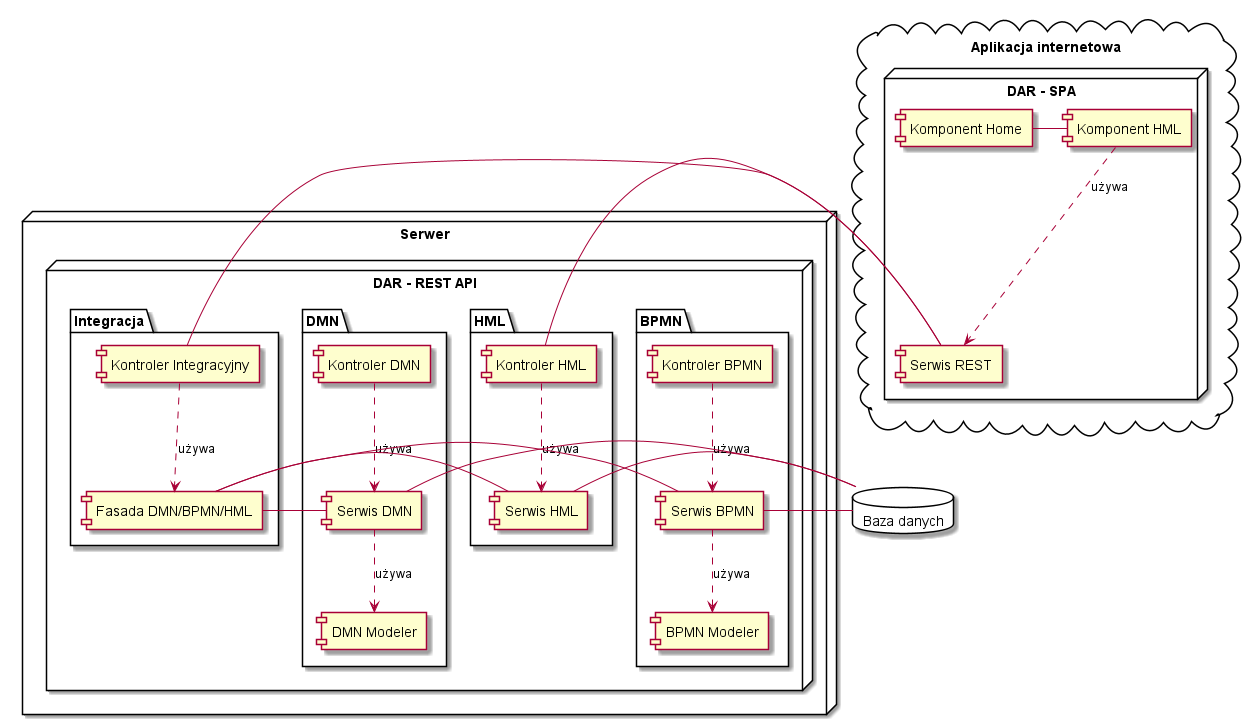 Aplikacja internetowa
DAR - SPA
Komponent Home
Komponent HML
używa
Serwis REST
Serwer
DAR - REST API
Integracja
DMN
HML
BPMN
Kontroler Integracyjny
Kontroler DMN
Kontroler HML
Kontroler BPMN
używa
używa
używa
używa
Fasada DMN/BPMN/HML
Serwis DMN
Serwis HML
Serwis BPMN
Baza danych
używa
używa
DMN Modeler
BPMN Modeler